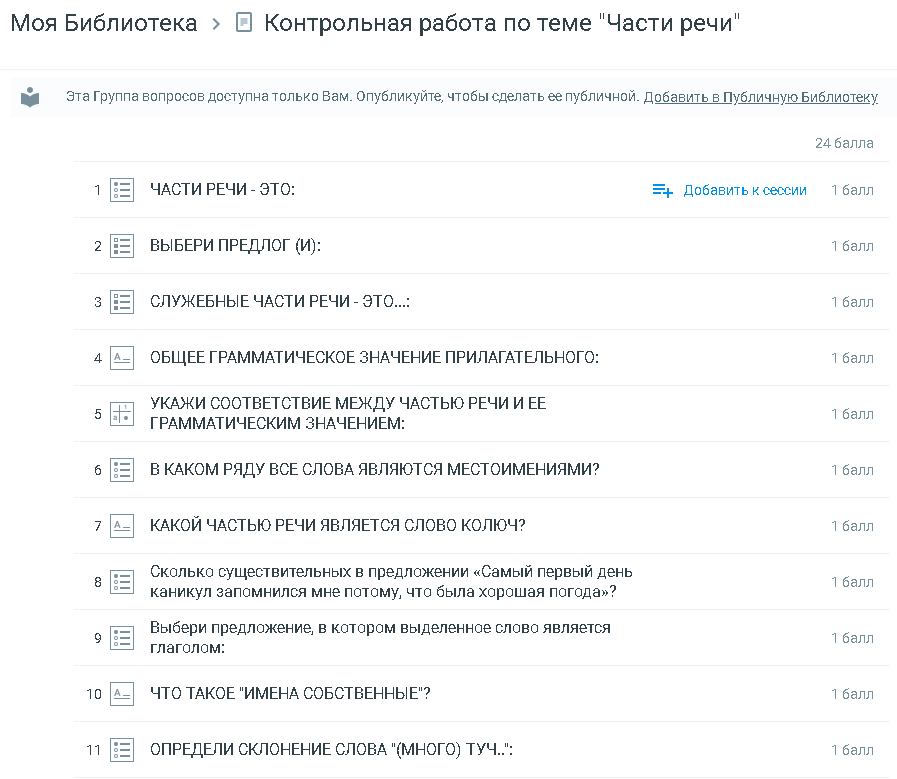 Моя Библиотека > Контрольная работа по теме "Части речи"
Эта Группа вопросов доступна только Вам. Опубликуйте, чтобы сделать ее публичной. Добавить в Публичную Библиотеку
24 балла
1 ЧАСТИ РЕЧИ - ЭТО: Добавить к сессии 1 балл
2 ВЫБЕРИ ПРЕДЛОГ (И): 1 балл
3 СЛУЖЕБНЫЕ ЧАСТИ РЕЧИ - ЭТО...: 1 балл
4 ОБЩЕЕ ГРАММАТИЧЕСКОЕ ЗНАЧЕНИЕ ПРИЛАГАТЕЛЬНОГО: 1 балл
5 УКАЖИ СООТВЕТСТВИЕ МЕЖДУ ЧАСТЬЮ РЕЧИ И ЕЕ
ГРАММАТИЧЕСКИМ ЗНАЧЕНИЕМ: 1 балл
6 В КАКОМ РЯДУ ВСЕ СЛОВА ЯВЛЯЮТСЯ МЕСТОИМЕНИЯМИ? 1 балл
7 КАКОЙ ЧАСТЬЮ РЕЧИ ЯВЛЯЕТСЯ СЛОВО КОЛЮЧ? 1 балл
8 Сколько существительных в предложении «Самый первый день
каникул запомнился мне потому, что была хорошая погода»? 1 балл
9 Выбери предложение, в котором выделенное слово является
глаголом: 1 балл
10 ЧТО ТАКОЕ "ИМЕНА СОБСТВЕННЫЕ"? 1 балл
11 ОПРЕДЕЛИ СКЛОНЕНИЕ СЛОВА "(МНОГО) ТУЧ..": 1 балл